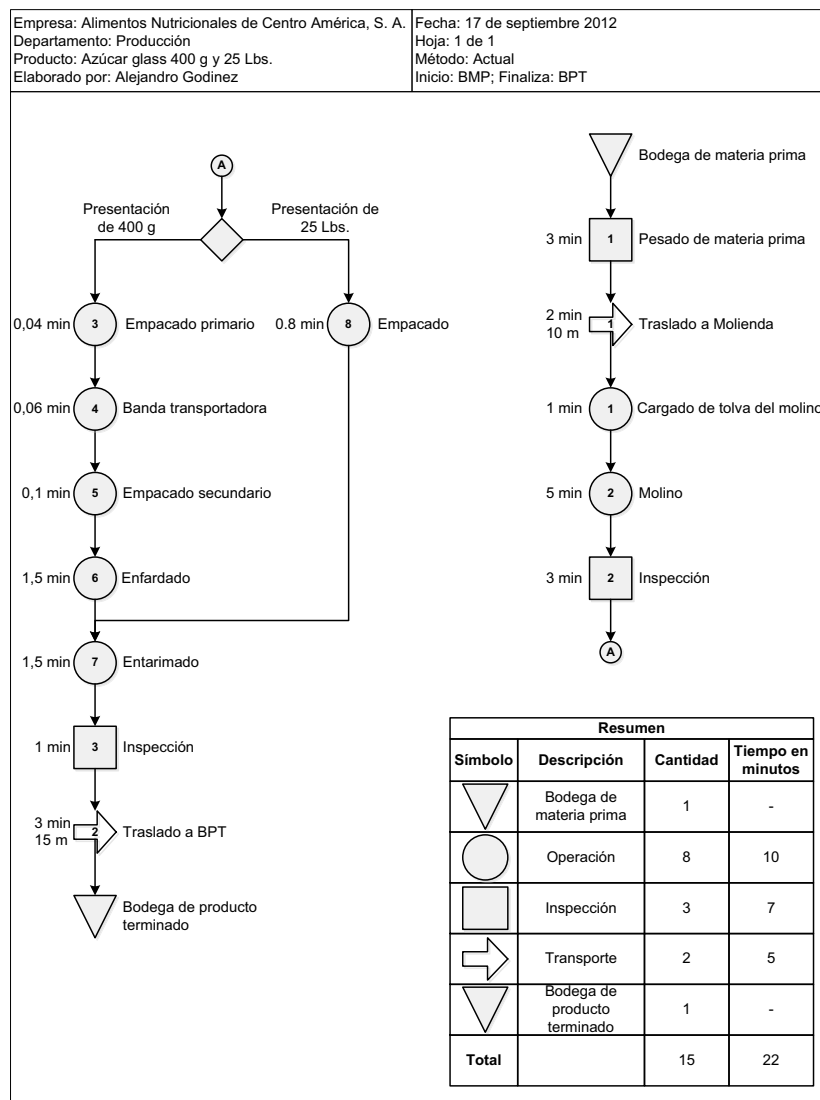 Empresa: Alimentos Nutricionales de Centro América, S. A.
Departamento: Producción
Producto: Azúcar glass 400 g y 25 Lbs.
Elaborado por: Alejandro Godinez
Fecha: 17 de septiembre 2012
Hoja: 1 de 1
Método: Actual
Inicio: BMP; Finaliza: BPT
A
Presentación
de 400 g
Presentación de
25 Lbs.
0,04 min
3
Empacado primario
0.8 min
8
Empacado
0,06 min
4
Banda transportadora
0,1 min
5
Empacado secundario
1,5 min
6
Enfardado
1,5 min
7
Entarimado
1 min
3
Inspección
3 min
15 m
2
Traslado a BPT
Bodega de producto
terminado
Bodega de materia prima
3 min
1
Pesado de materia prima
2 min
10 m
1
Traslado a Molienda
1 min
1
Cargado de tolva del molino
5 min
2
Molino
3 min
2
Inspección
A
Resumen
Símbolo
Descripción
Cantidad
Tiempo en
minutos
Bodega de
materia prima
1
-
Operación
8
10
Inspección
3
7
Transporte
2
5
Bodega de
producto
terminado
1
-
Total
15
22